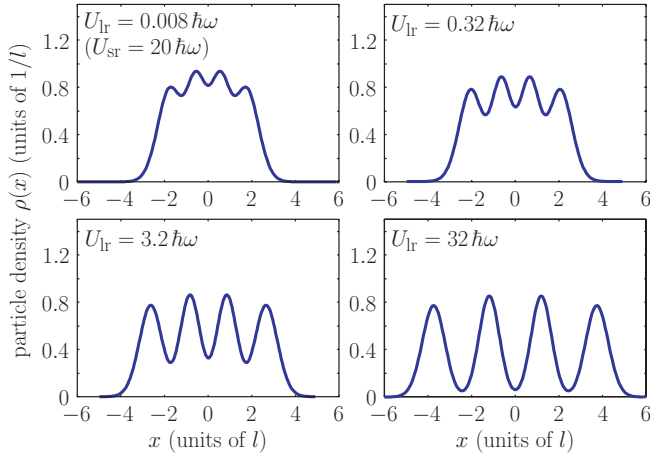 U_lr = 0.008 ħω
(U_sr = 20 ħω)
U_lr = 0.32 ħω
1.2
0.8
0.4
0
−6 −4 −2 0 2 4 6
1.2
0.8
0.4
0
−6 −4 −2 0 2 4 6
U_lr = 3.2 ħω
U_lr = 32 ħω
1.2
0.8
0.4
0
−6 −4 −2 0 2 4 6
1.2
0.8
0.4
0
−6 −4 −2 0 2 4 6
particle density ρ(x) (units of 1/l)
x (units of l)
x (units of l)